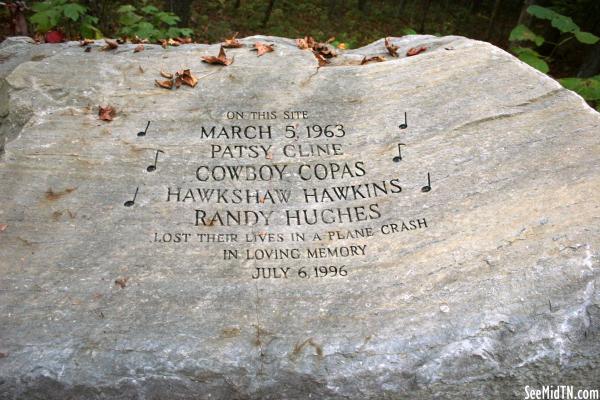 ON THIS SITE
MARCH 5, 1963
PATSY CLINE
COWBOY COPAS
HAWKSHAW HAWKINS
RANDY HUGHES
LOST THEIR LIVES IN A PLANE CRASH
IN LOVING MEMORY
JULY 6, 1996
SeeMidTN.com